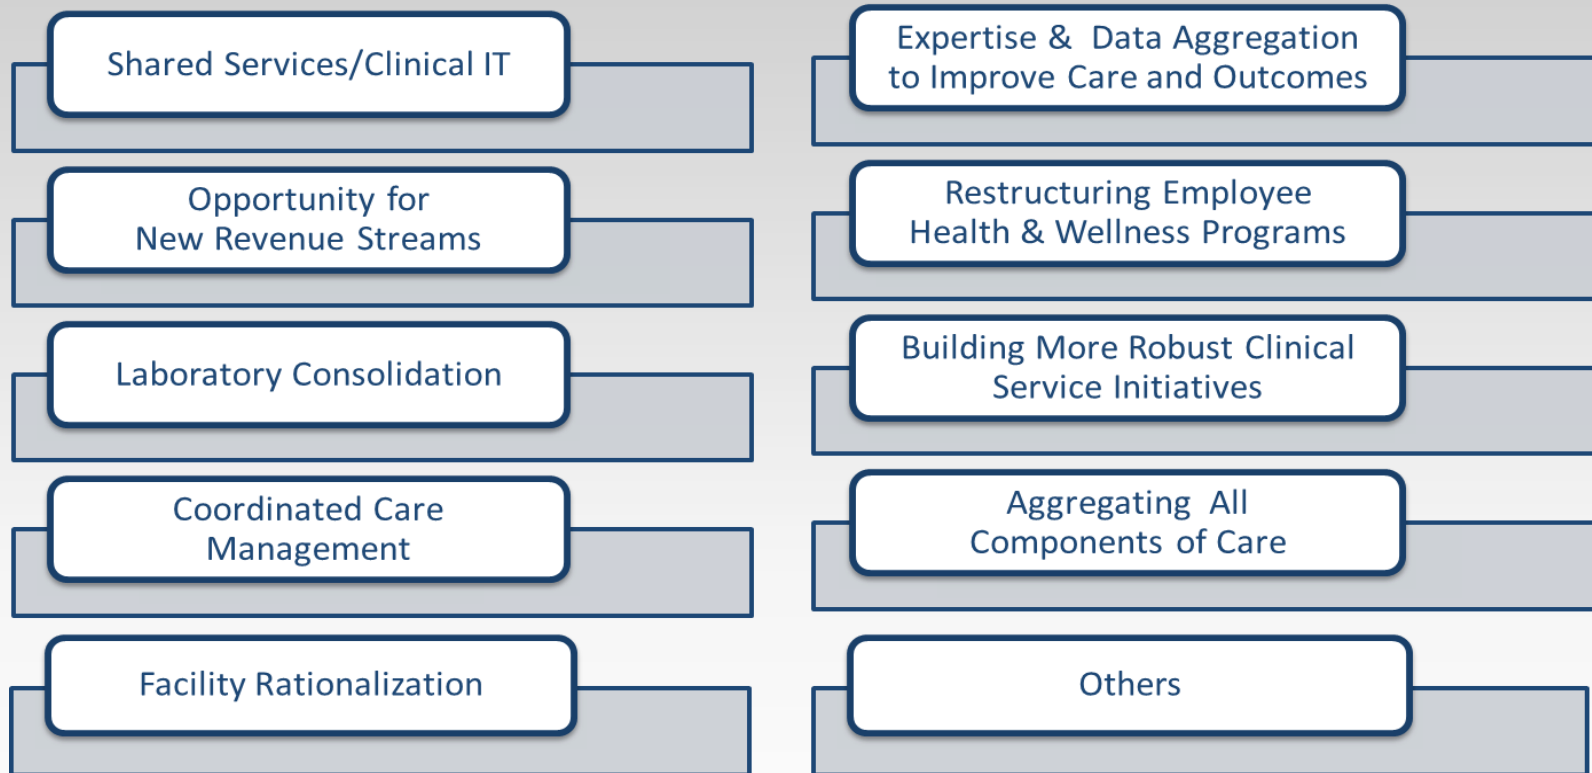 Shared Services/Clinical IT
Opportunity for
New Revenue Streams
Laboratory Consolidation
Coordinated Care
Management
Facility Rationalization
Expertise & Data Aggregation
to Improve Care and Outcomes
Restructuring Employee
Health & Wellness Programs
Building More Robust Clinical
Service Initiatives
Aggregating All
Components of Care
Others